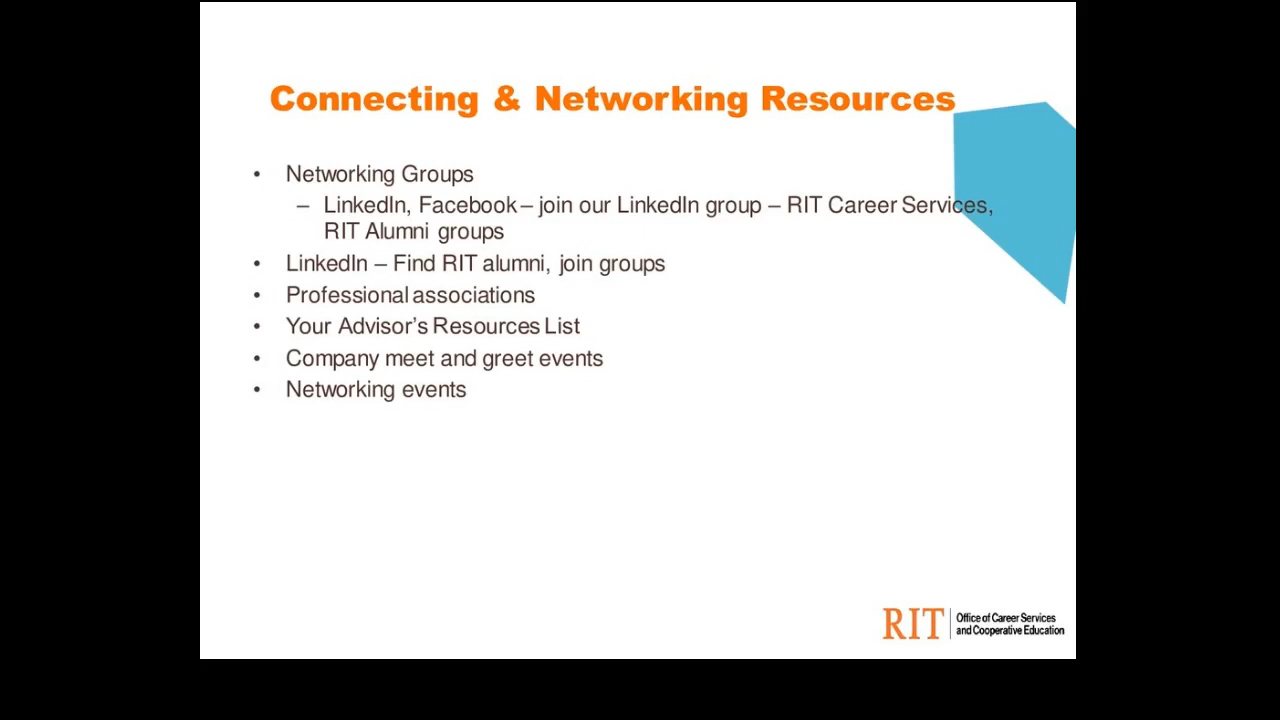 Connecting & Networking Resources
• Networking Groups
– LinkedIn, Facebook – join our LinkedIn group – RIT Career Services,
RIT Alumni groups
• LinkedIn – Find RIT alumni, join groups
• Professional associations
• Your Advisor’s Resources List
• Company meet and greet events
• Networking events
RIT
Office of Career Services
and Cooperative Education